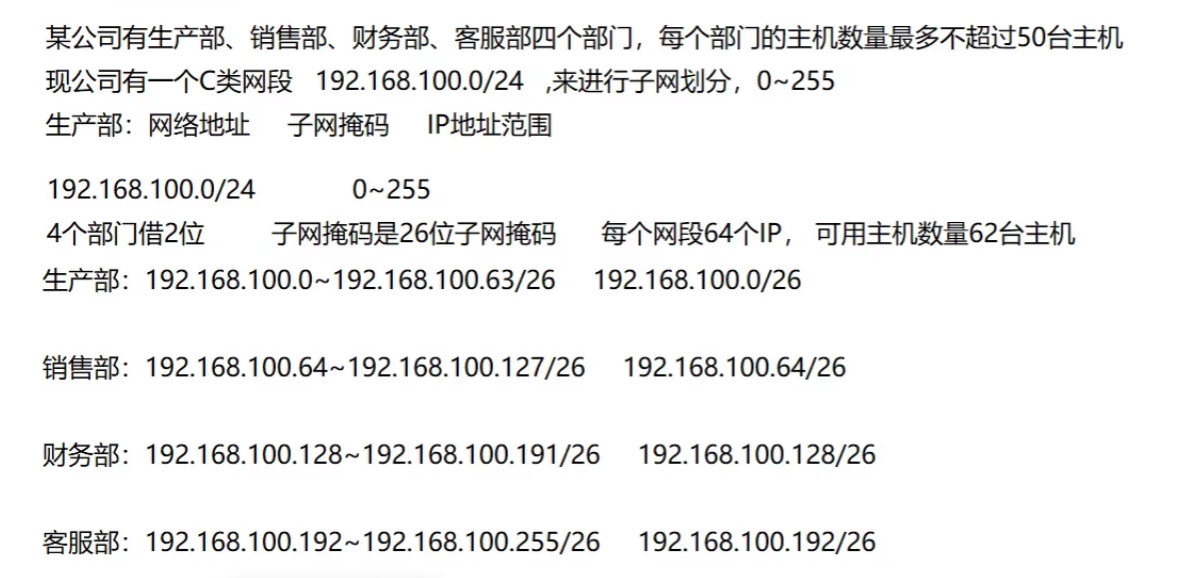 某公司有生产部、销售部、财务部、客服部四个部门，每个部门的主机数量最多不超过50台主机
现公司有一个C类网段 192.168.100.0/24 ,来进行子网划分，0~255
生产部：网络地址 子网掩码 IP地址范围
192.168.100.0/24 0~255
4个部门借2位 子网掩码是26位子网掩码 每个网段64个IP， 可用主机数量62台主机
生产部：192.168.100.0~192.168.100.63/26 192.168.100.0/26
销售部：192.168.100.64~192.168.100.127/26 192.168.100.64/26
财务部：192.168.100.128~192.168.100.191/26 192.168.100.128/26
客服部：192.168.100.192~192.168.100.255/26 192.168.100.192/26